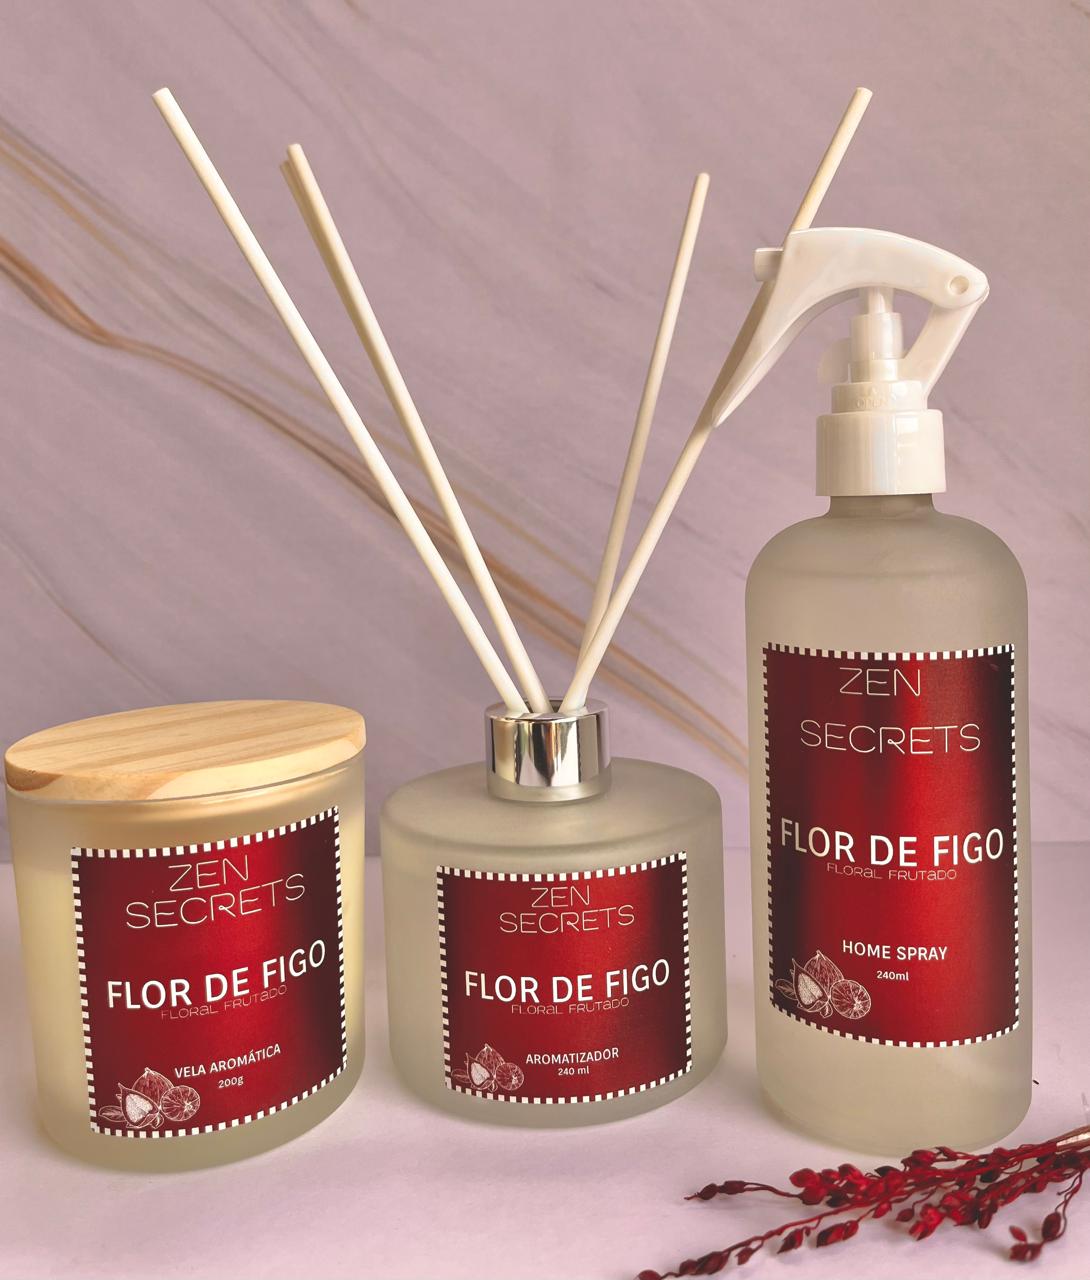 ZEN
SECRETS
FLOR DE FIGO
FLORAL FRUTADO
VELA AROMÁTICA
200g
ZEN
SECRETS
FLOR DE FIGO
FLORAL FRUTADO
AROMATIZADOR
240 ml
ZEN
SECRETS
FLOR DE FIGO
FLORAL FRUTADO
HOME SPRAY
240ml